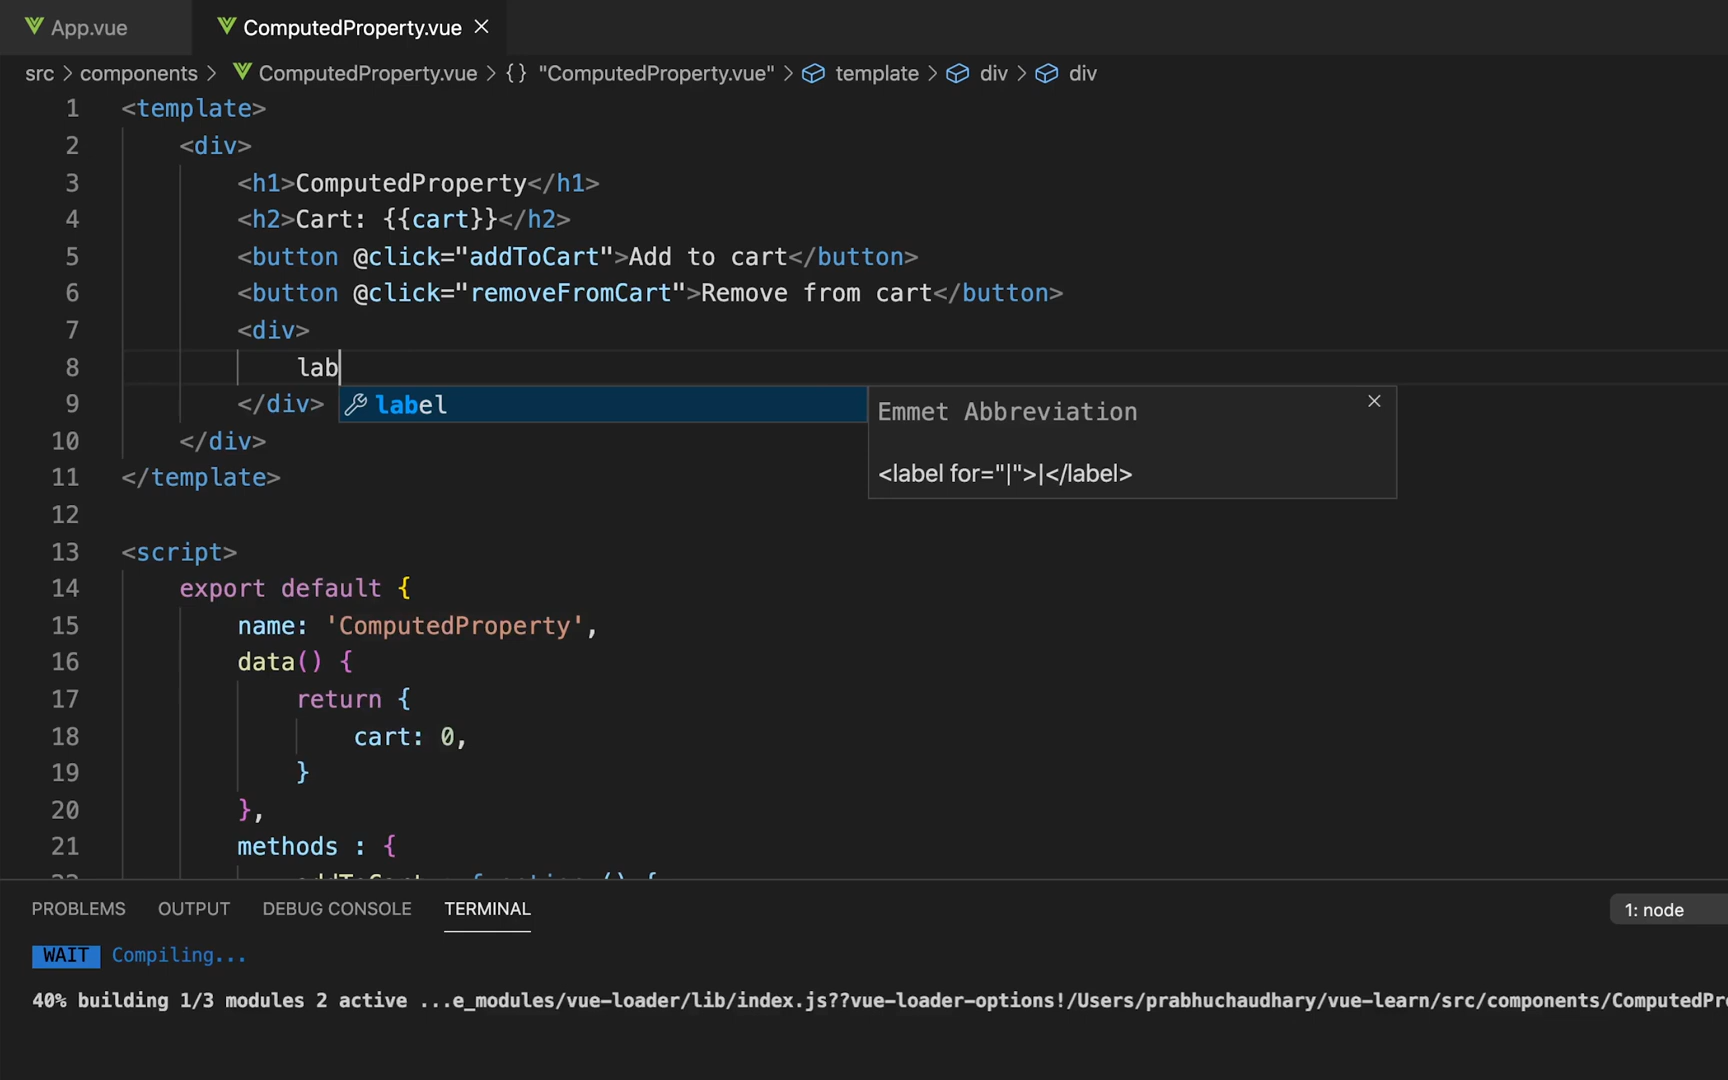 App.vue ComputedProperty.vue
src > components > ComputedProperty.vue > {} "ComputedProperty.vue" > template > div > div
1 <template>
2 <div>
3 <h1>ComputedProperty</h1>
4 <h2>Cart: {{cart}}</h2>
5 <button @click="addToCart">Add to cart</button>
6 <button @click="removeFromCart">Remove from cart</button>
7 <div>
8 lab
9 </div>
label
Emmet Abbreviation
<label for="|">|</label>
10 </div>
11 </template>
12
13 <script>
14 export default {
15 name: 'ComputedProperty',
16 data() {
17 return {
18 cart: 0,
19 }
20 },
21 methods : {
PROBLEMS OUTPUT DEBUG CONSOLE TERMINAL 1: node
WAIT Compiling...
40% building 1/3 modules 2 active ...e_modules/vue-loader/lib/index.js??vue-loader-options!/Users/prabhuchaudhary/vue-learn/src/components/ComputedPr